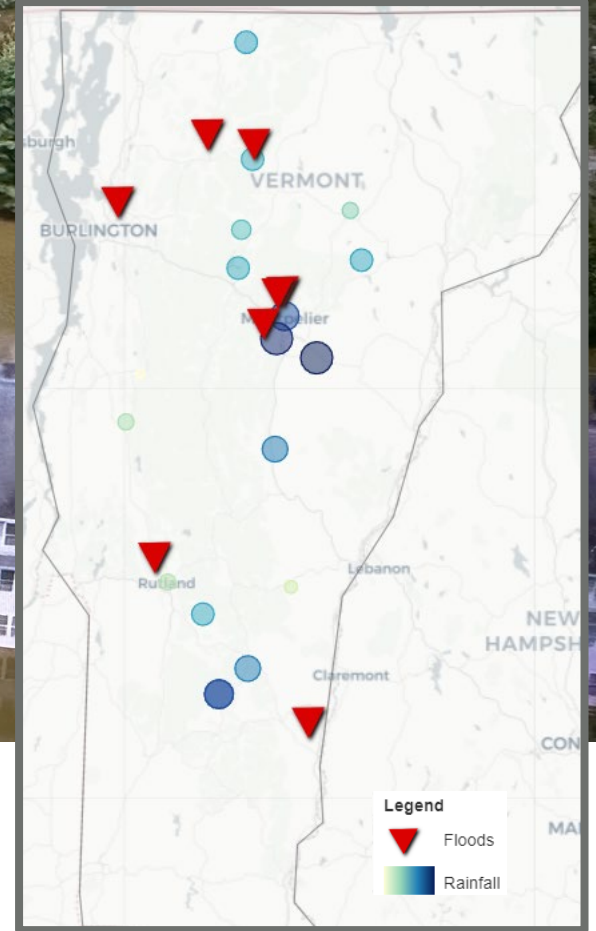 sburgh
VERMONT
BURLINGTON
Montpelier
Rutland
Lebanon
NEW
HAMPSH
Claremont
CON
Legend
MA
Floods
Rainfall